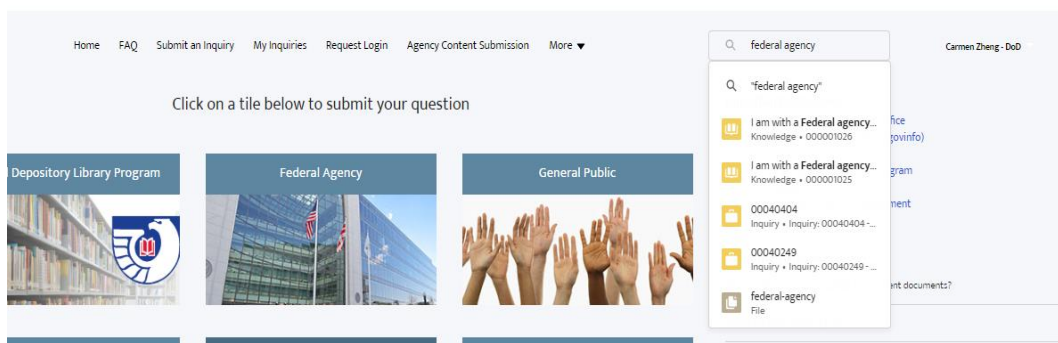 Home FAQ Submit an Inquiry My Inquiries Request Login Agency Content Submission More ▼
federal agency
Carmen Zheng - DoD
Click on a tile below to submit your question
Depository Library Program
Federal Agency
General Public
"federal agency"
I am with a Federal agency...
Knowledge • 000001026
I am with a Federal agency...
Knowledge • 000001025
00040404
Inquiry • Inquiry: 00040404 -...
00040249
Inquiry • Inquiry: 00040249 - ...
federal-agency
File
fice
govinfo)
gram
ment
ent documents?